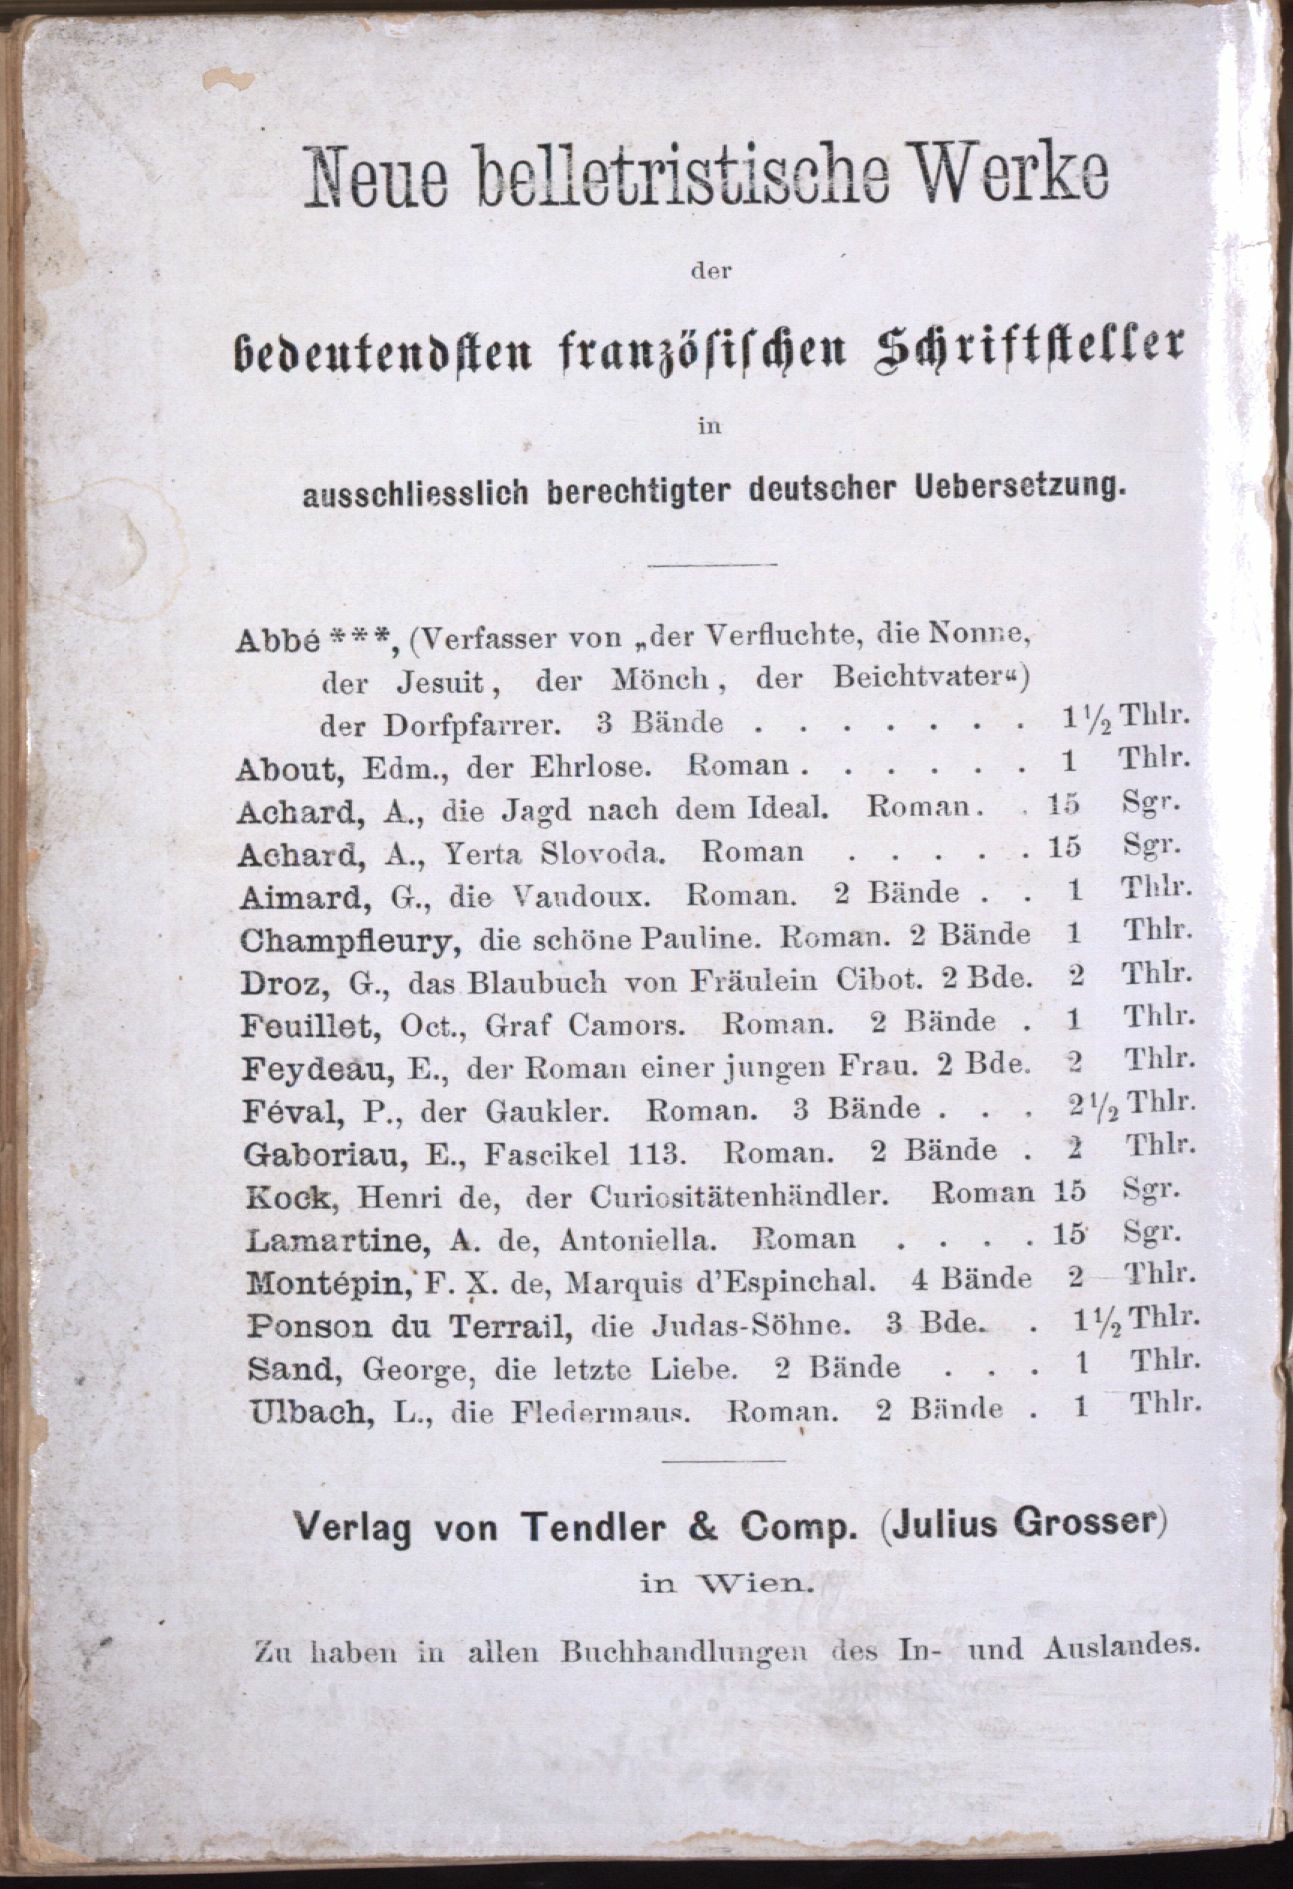 Neue belletristische Werke
der
bedeutendsten französischen Schriftsteller
in
ausschliesslich berechtigter deutscher Uebersetzung.
Abbé ***, (Verfasser von „der Verfluchte, die Nonne,
der Jesuit, der Mönch, der Beichtvater“)
der Dorfpfarrer. 3 Bände . . . . . . . 1½ Thlr.
About, Edm., der Ehrlose. Roman . . . . . . 1 Thlr.
Achard, A., die Jagd nach dem Ideal. Roman. . 15 Sgr.
Achard, A., Yerta Slovoda. Roman . . . . . 15 Sgr.
Aimard, G., die Vaudoux. Roman. 2 Bände . . 1 Thlr.
Champfleury, die schöne Pauline. Roman. 2 Bände 1 Thlr.
Droz, G., das Blaubuch von Fräulein Cibot. 2 Bde. 2 Thlr.
Feuillet, Oct., Graf Camors. Roman. 2 Bände . 1 Thlr.
Feydeau, E., der Roman einer jungen Frau. 2 Bde. 2 Thlr.
Féval, P., der Gaukler. Roman. 3 Bände . . . 2½ Thlr.
Gaboriau, E., Fascikel 113. Roman. 2 Bände . 2 Thlr.
Kock, Henri de, der Curiositätenhändler. Roman 15 Sgr.
Lamartine, A. de, Antoniella. Roman . . . . 15 Sgr.
Montépin, F. X. de, Marquis d'Espinchal. 4 Bände 2 Thlr.
Ponson du Terrail, die Judas-Söhne. 3 Bde. . 1½ Thlr.
Sand, George, die letzte Liebe. 2 Bände . . . 1 Thlr.
Ulbach, L., die Fledermaus. Roman. 2 Bände . 1 Thlr.
Verlag von Tendler & Comp. (Julius Grosser)
in Wien.
Zu haben in allen Buchhandlungen des In- und Auslandes.